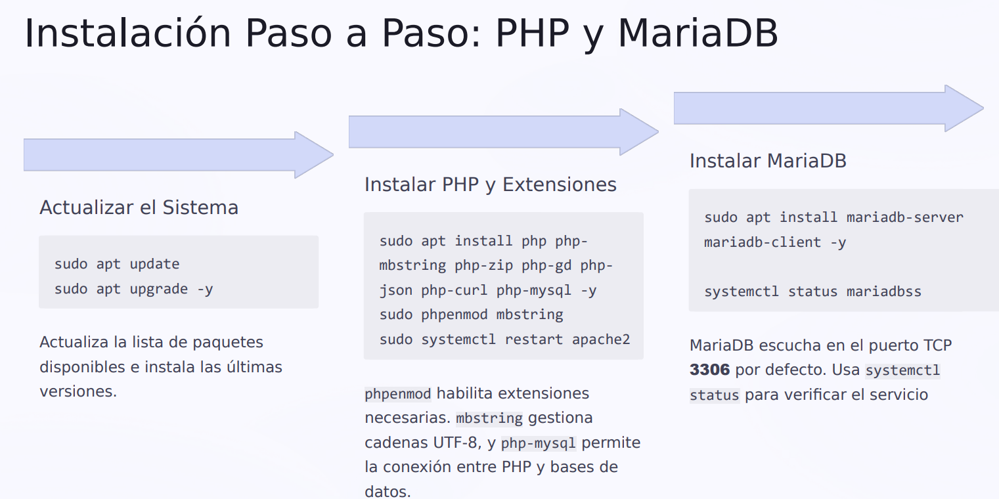 Instalación Paso a Paso: PHP y MariaDB
Actualizar el Sistema
sudo apt update
sudo apt upgrade -y
Actualiza la lista de paquetes
disponibles e instala las últimas
versiones.
Instalar PHP y Extensiones
sudo apt install php php-
mbstring php-zip php-gd php-
json php-curl php-mysql -y
sudo phpenmod mbstring
sudo systemctl restart apache2
phpenmod habilita extensiones
necesarias. mbstring gestiona
cadenas UTF-8, y php-mysql permite
la conexión entre PHP y bases de
datos.
Instalar MariaDB
sudo apt install mariadb-server
mariadb-client -y
systemctl status mariadbss
MariaDB escucha en el puerto TCP
3306 por defecto. Usa systemctl
status para verificar el servicio